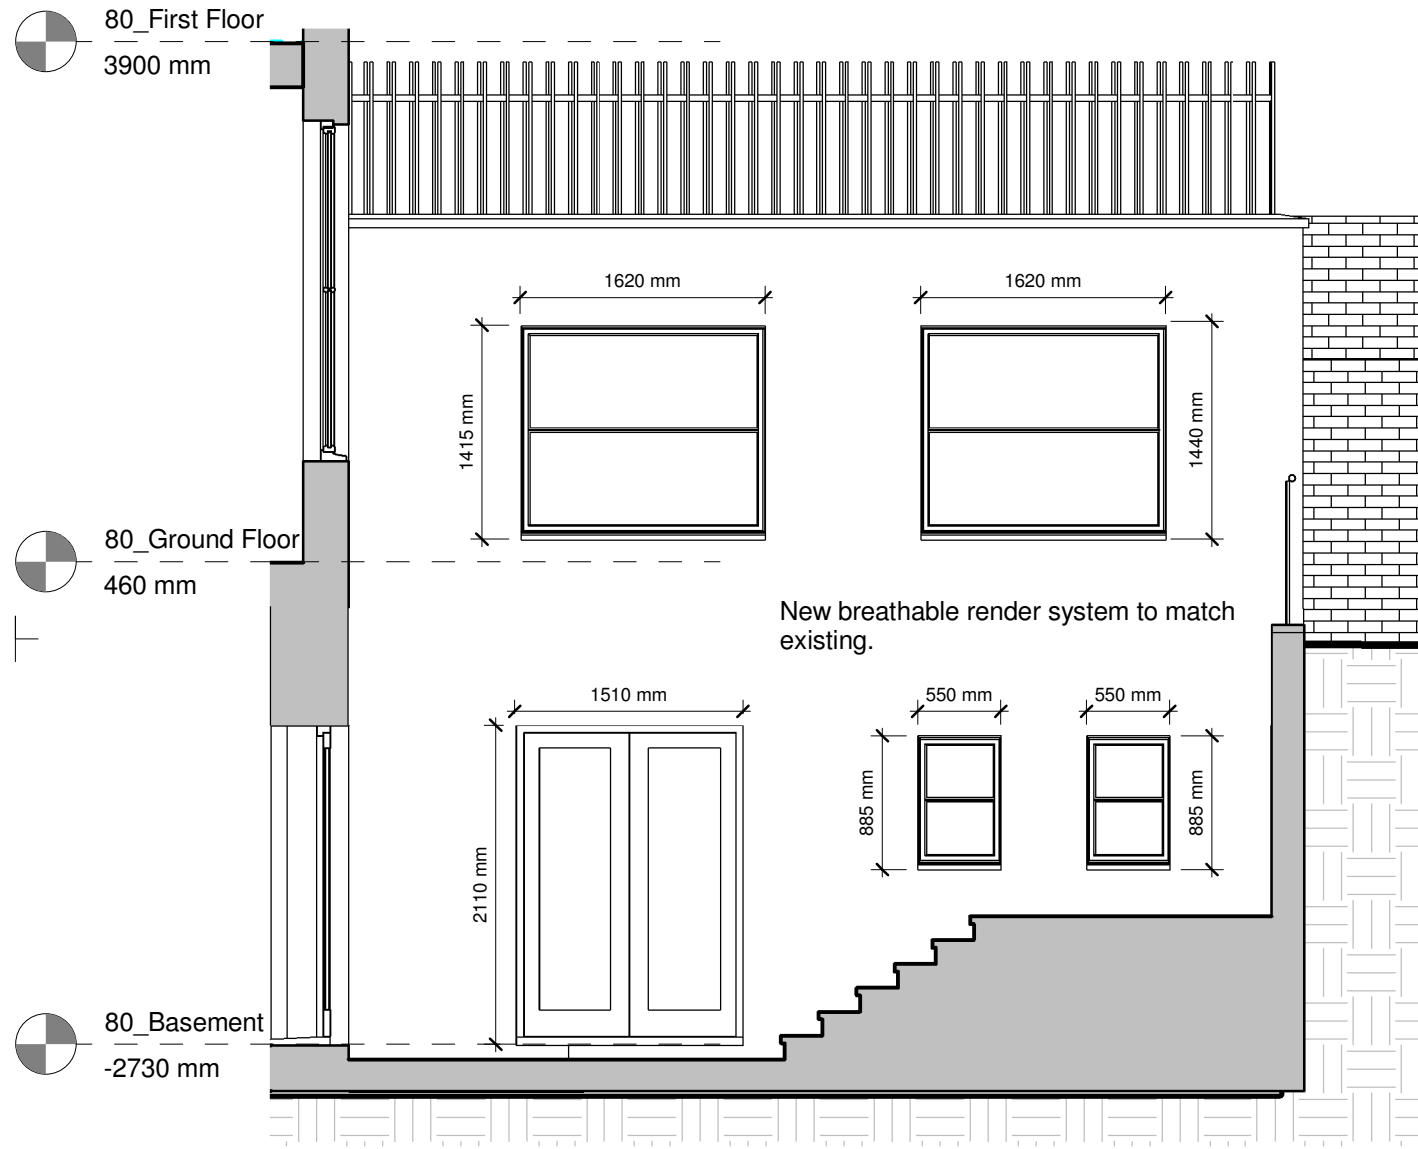 80_First Floor
3900 mm
1620 mm
1620 mm
1415 mm
1440 mm
80_Ground Floor
460 mm
New breathable render system to match
existing.
1510 mm
550 mm
550 mm
885 mm
885 mm
2110 mm
80_Basement
-2730 mm